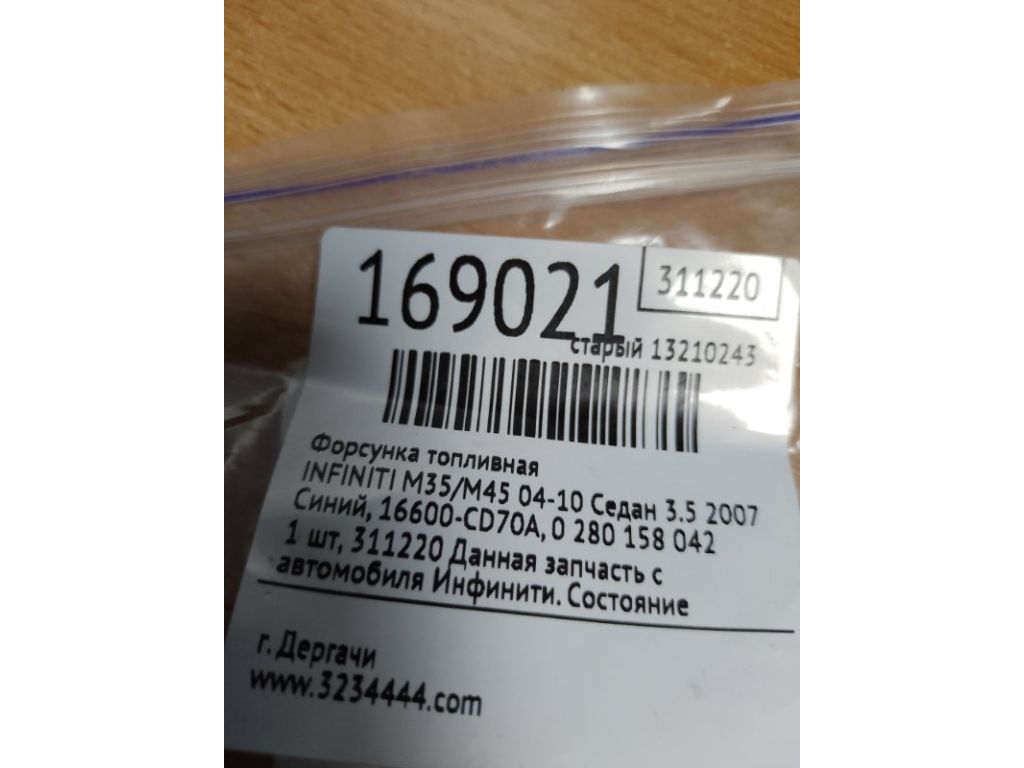 169021
311220
старый 13210243
Форсунка топливная
INFINITI M35/M45 04-10 Седан 3.5 2007
Синий, 16600-CD70A, 0 280 158 042
1 шт, 311220 Данная запчасть с
автомобиля Инфинити. Состояние
г. Дергачи
www.3234444.com